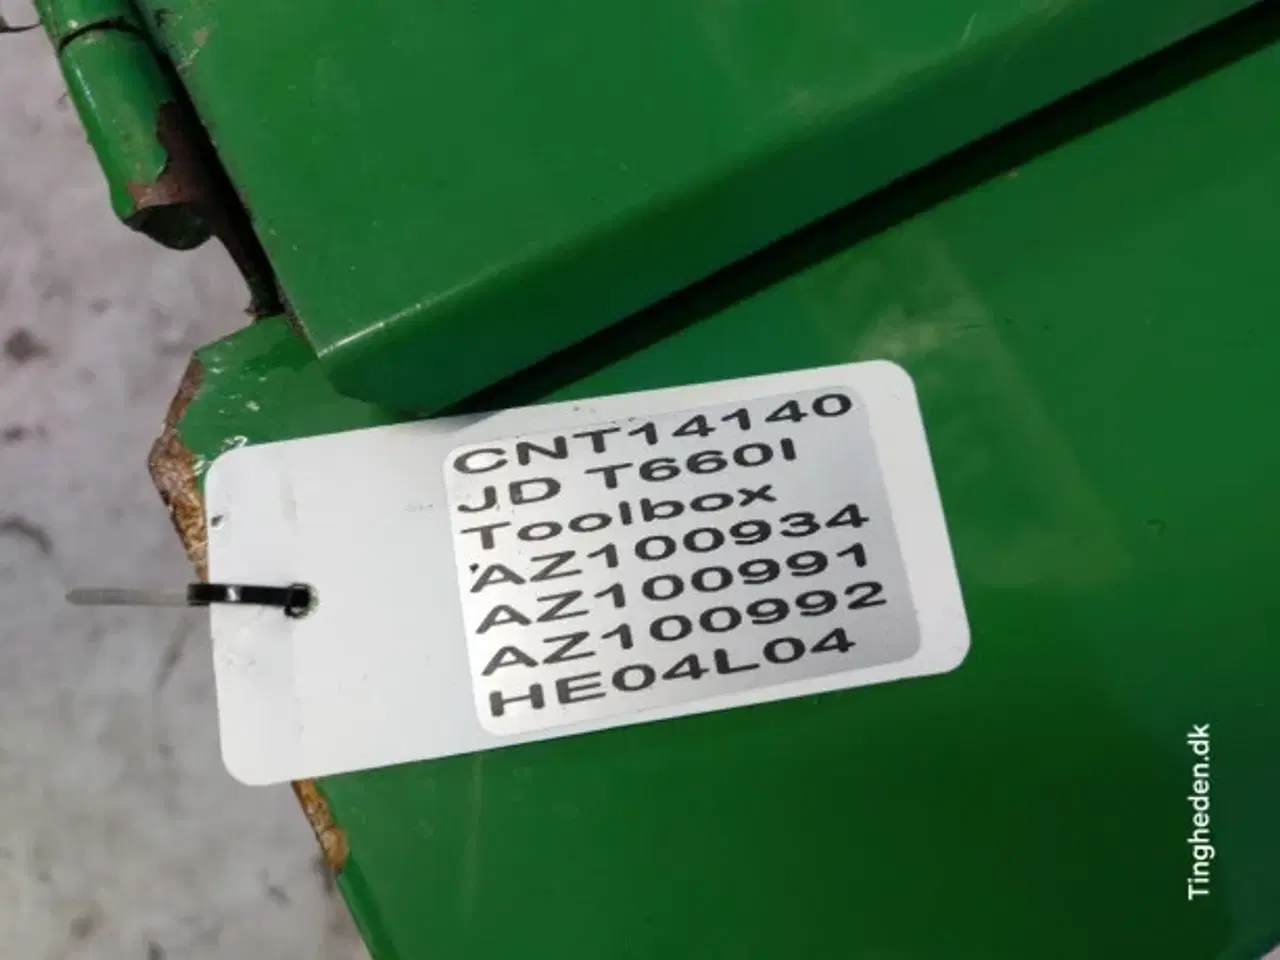 CNT14140
JD T660I
Toolbox
AZ100934
AZ100991
AZ100992
HE04L04
Tingheden.dk